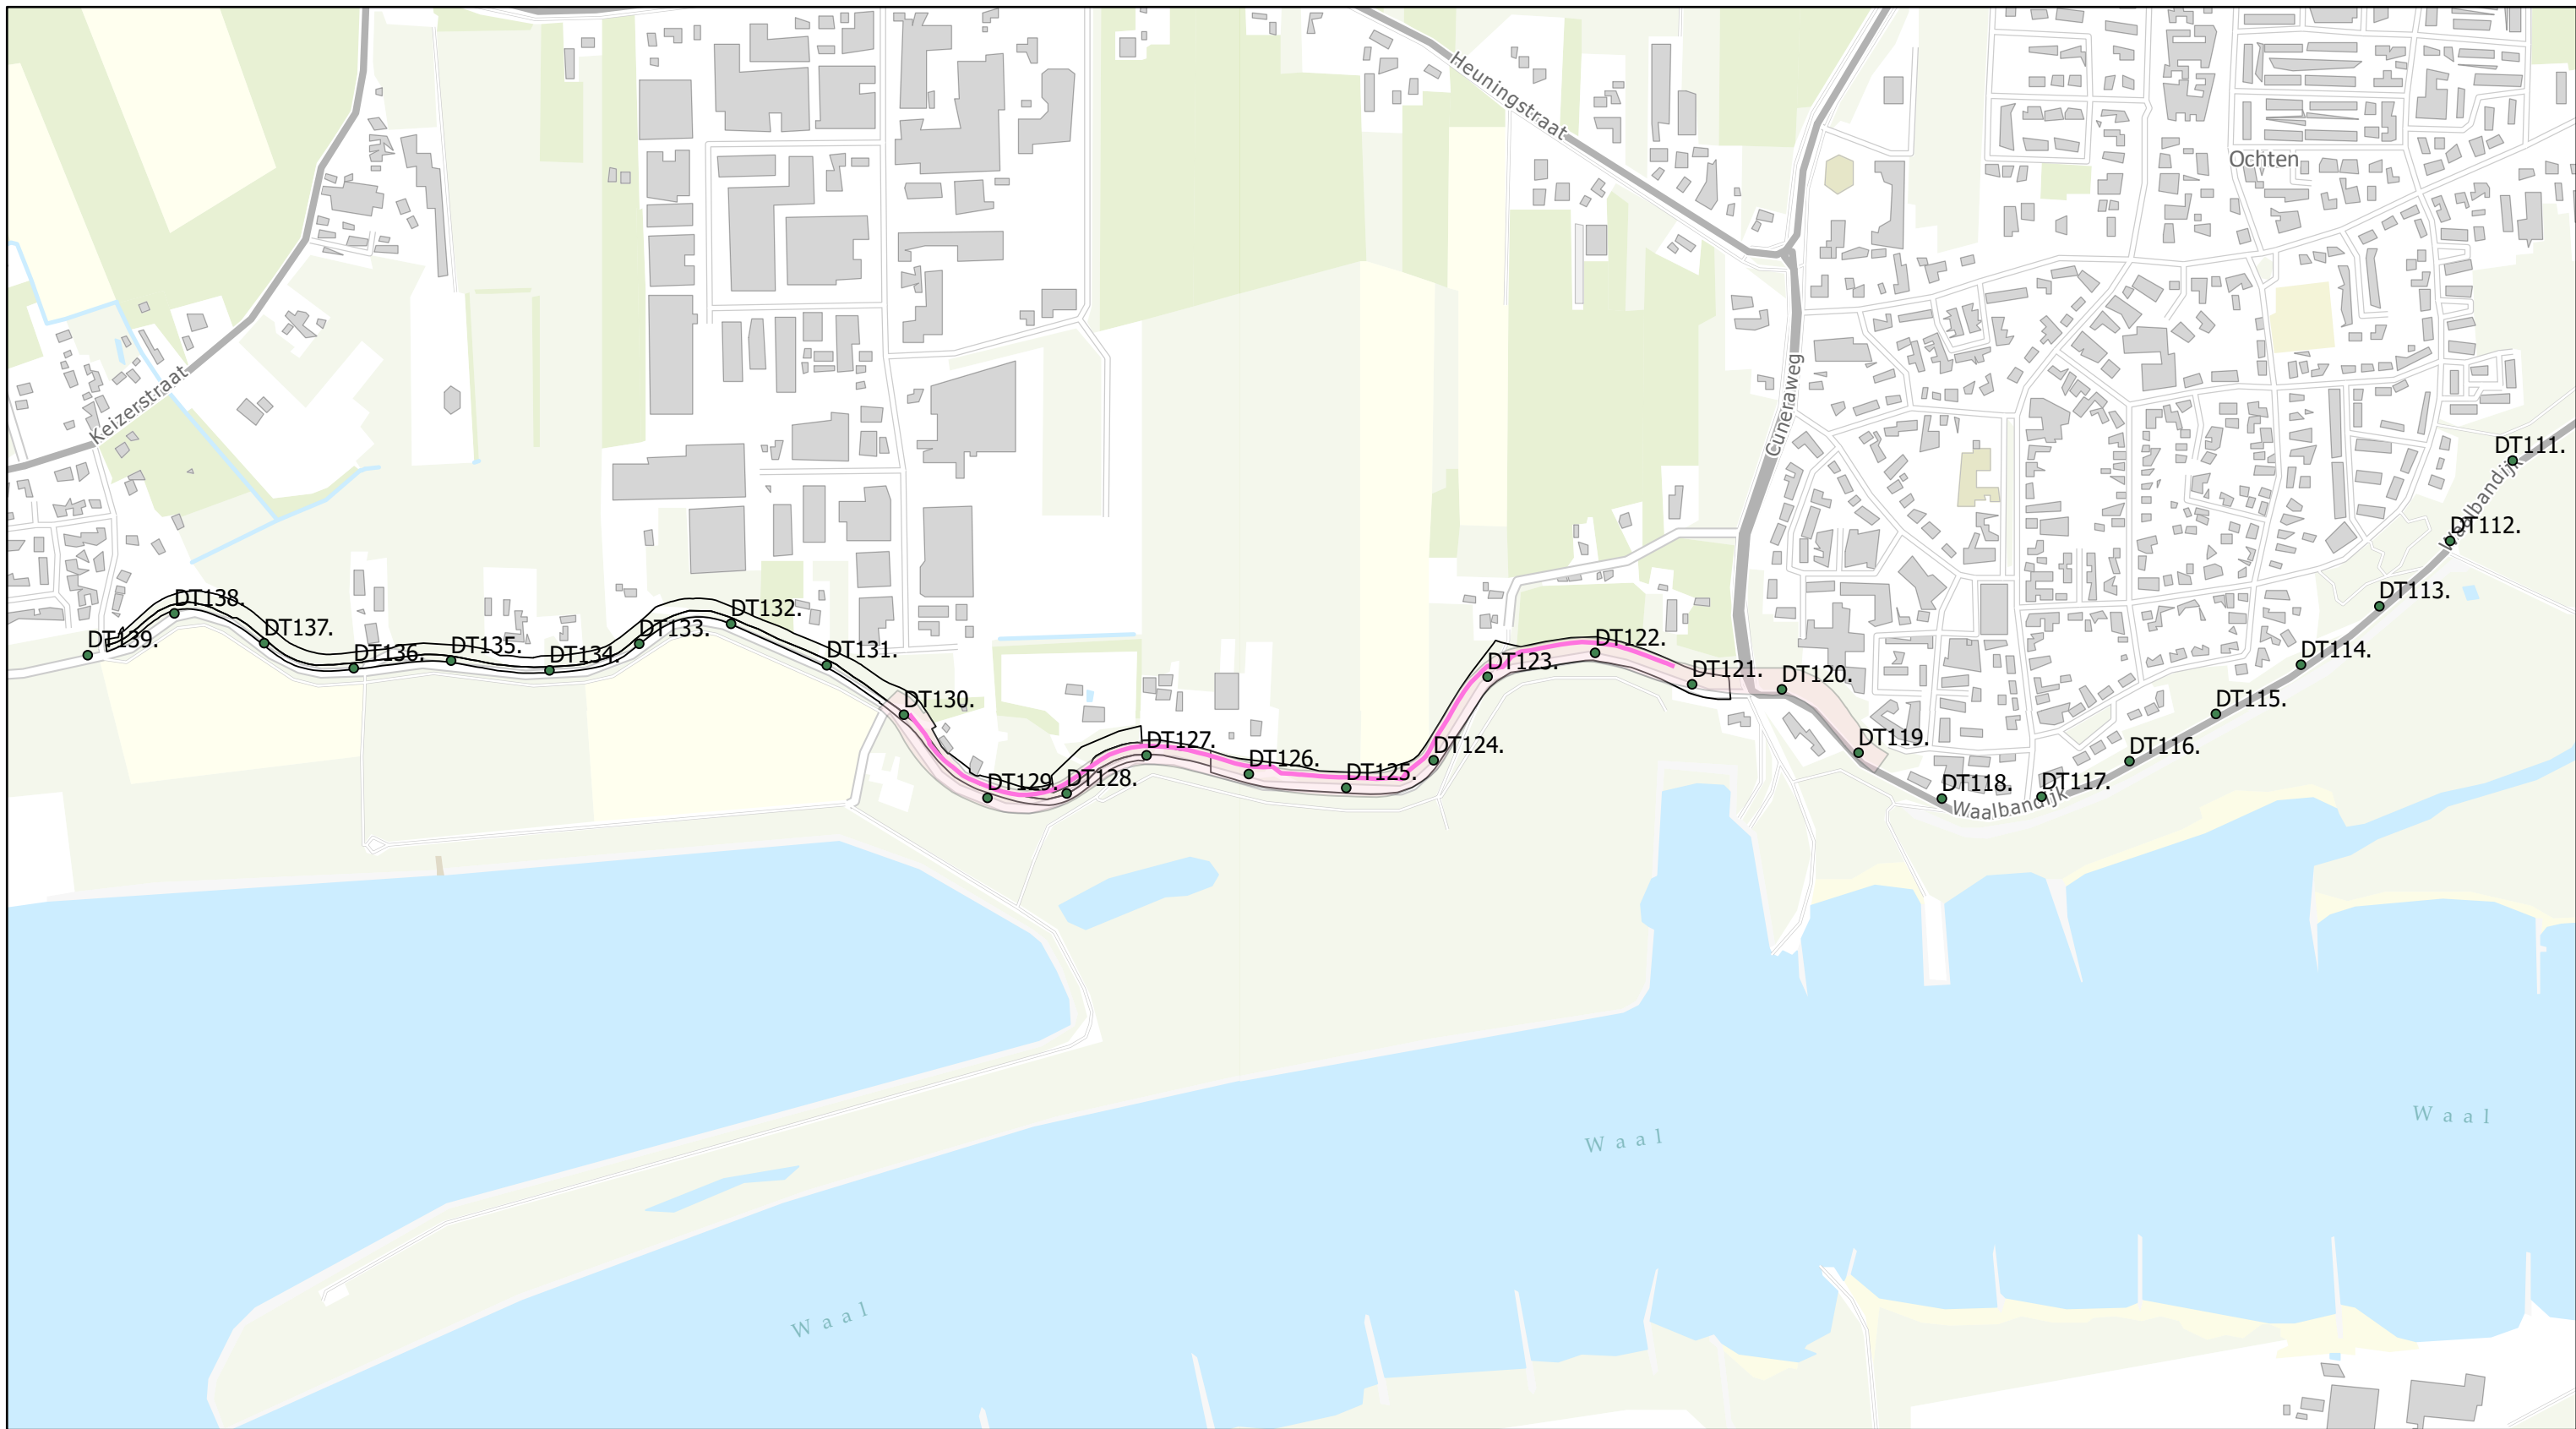 Heuningstraat
Ochten
Keizerstraat
Cuneraweg
DT111.
Waalbandijk
DT112.
DT113.
DT138.
DT139.
DT137.
DT136.
DT135.
DT134.
DT133.
DT132.
DT131.
DT130.
DT129.
DT128.
DT127.
DT126.
DT125.
DT124.
DT123.
DT122.
DT121.
DT120.
DT119.
DT118.
DT117.
DT116.
DT115.
DT114.
Waalbandijk
Waal
Waal
Waal